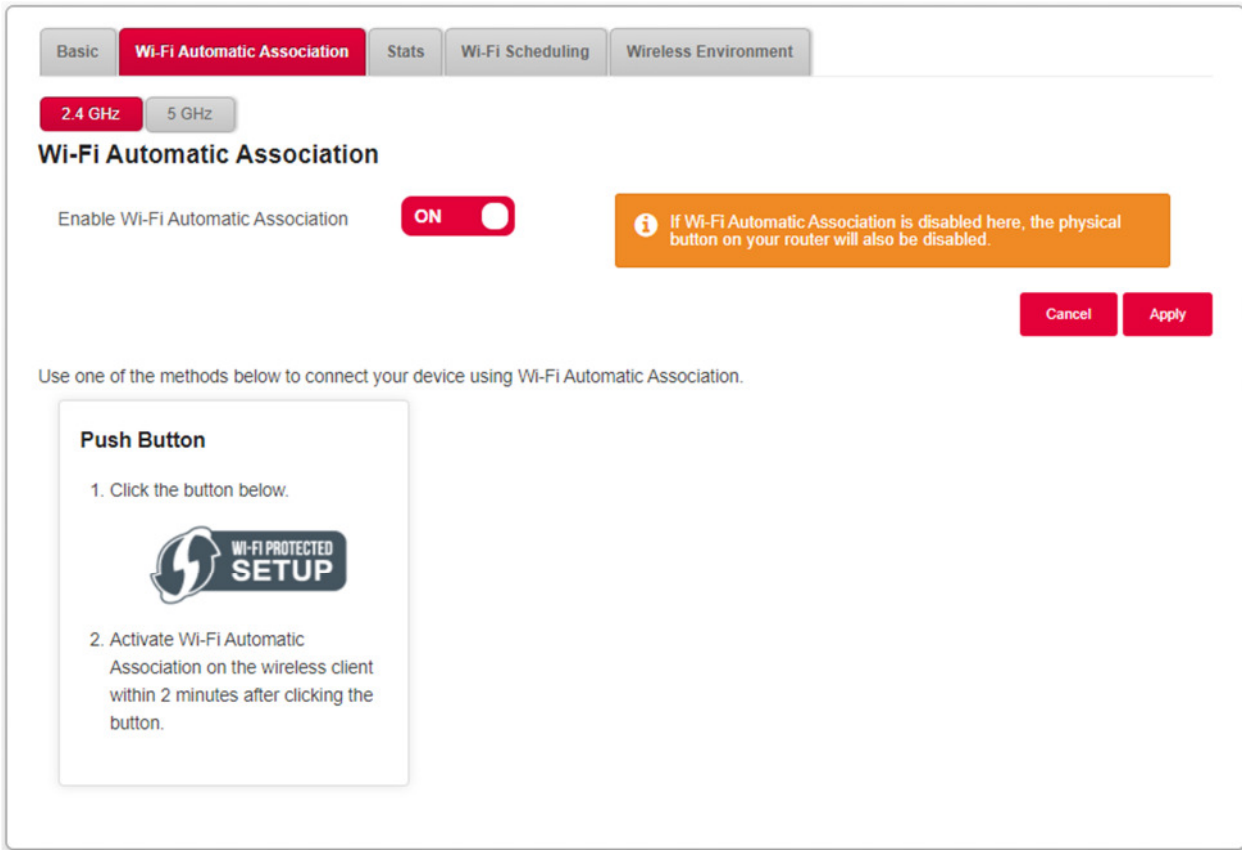 Basic Wi-Fi Automatic Association Stats Wi-Fi Scheduling Wireless Environment
2.4 GHz 5 GHz
Wi-Fi Automatic Association
Enable Wi-Fi Automatic Association ON
If Wi-Fi Automatic Association is disabled here, the physical
button on your router will also be disabled.
Cancel Apply
Use one of the methods below to connect your device using Wi-Fi Automatic Association.
Push Button
1. Click the button below.
WI-FI PROTECTED
SETUP
2. Activate Wi-Fi Automatic
Association on the wireless client
within 2 minutes after clicking the
button.